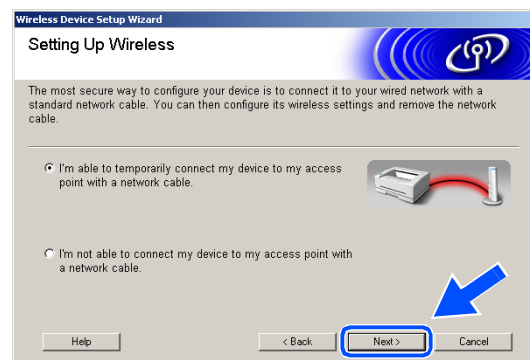 Wireless Device Setup Wizard
Setting Up Wireless
The most secure way to configure your device is to connect it to your wired network with a
standard network cable. You can then configure its wireless settings and remove the network
cable.
I'm able to temporarily connect my device to my access
point with a network cable.
I'm not able to connect my device to my access point with
a network cable.
Help
< Back
Next >
Cancel